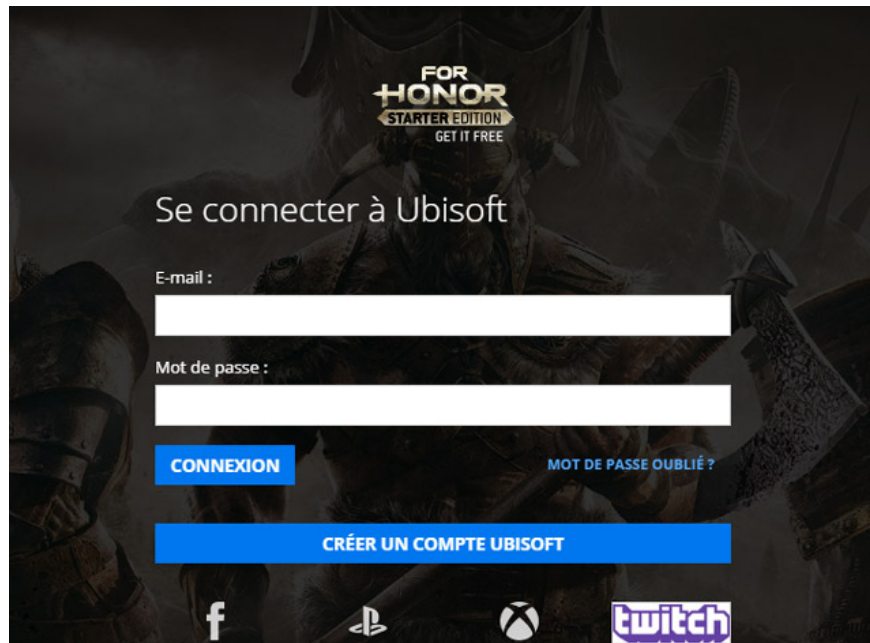 FOR
HONOR
STARTER EDITION
GET IT FREE
Se connecter à Ubisoft
E-mail :
Mot de passe :
CONNEXION
MOT DE PASSE OUBLIÉ ?
CRÉER UN COMPTE UBISOFT
twitch